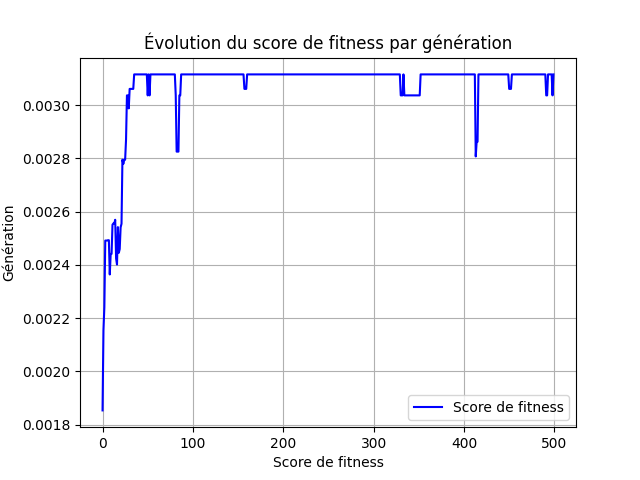 Évolution du score de fitness par génération
Génération
0.0030
0.0028
0.0026
0.0024
0.0022
0.0020
0.0018
Score de fitness
0 100 200 300 400 500
Score de fitness